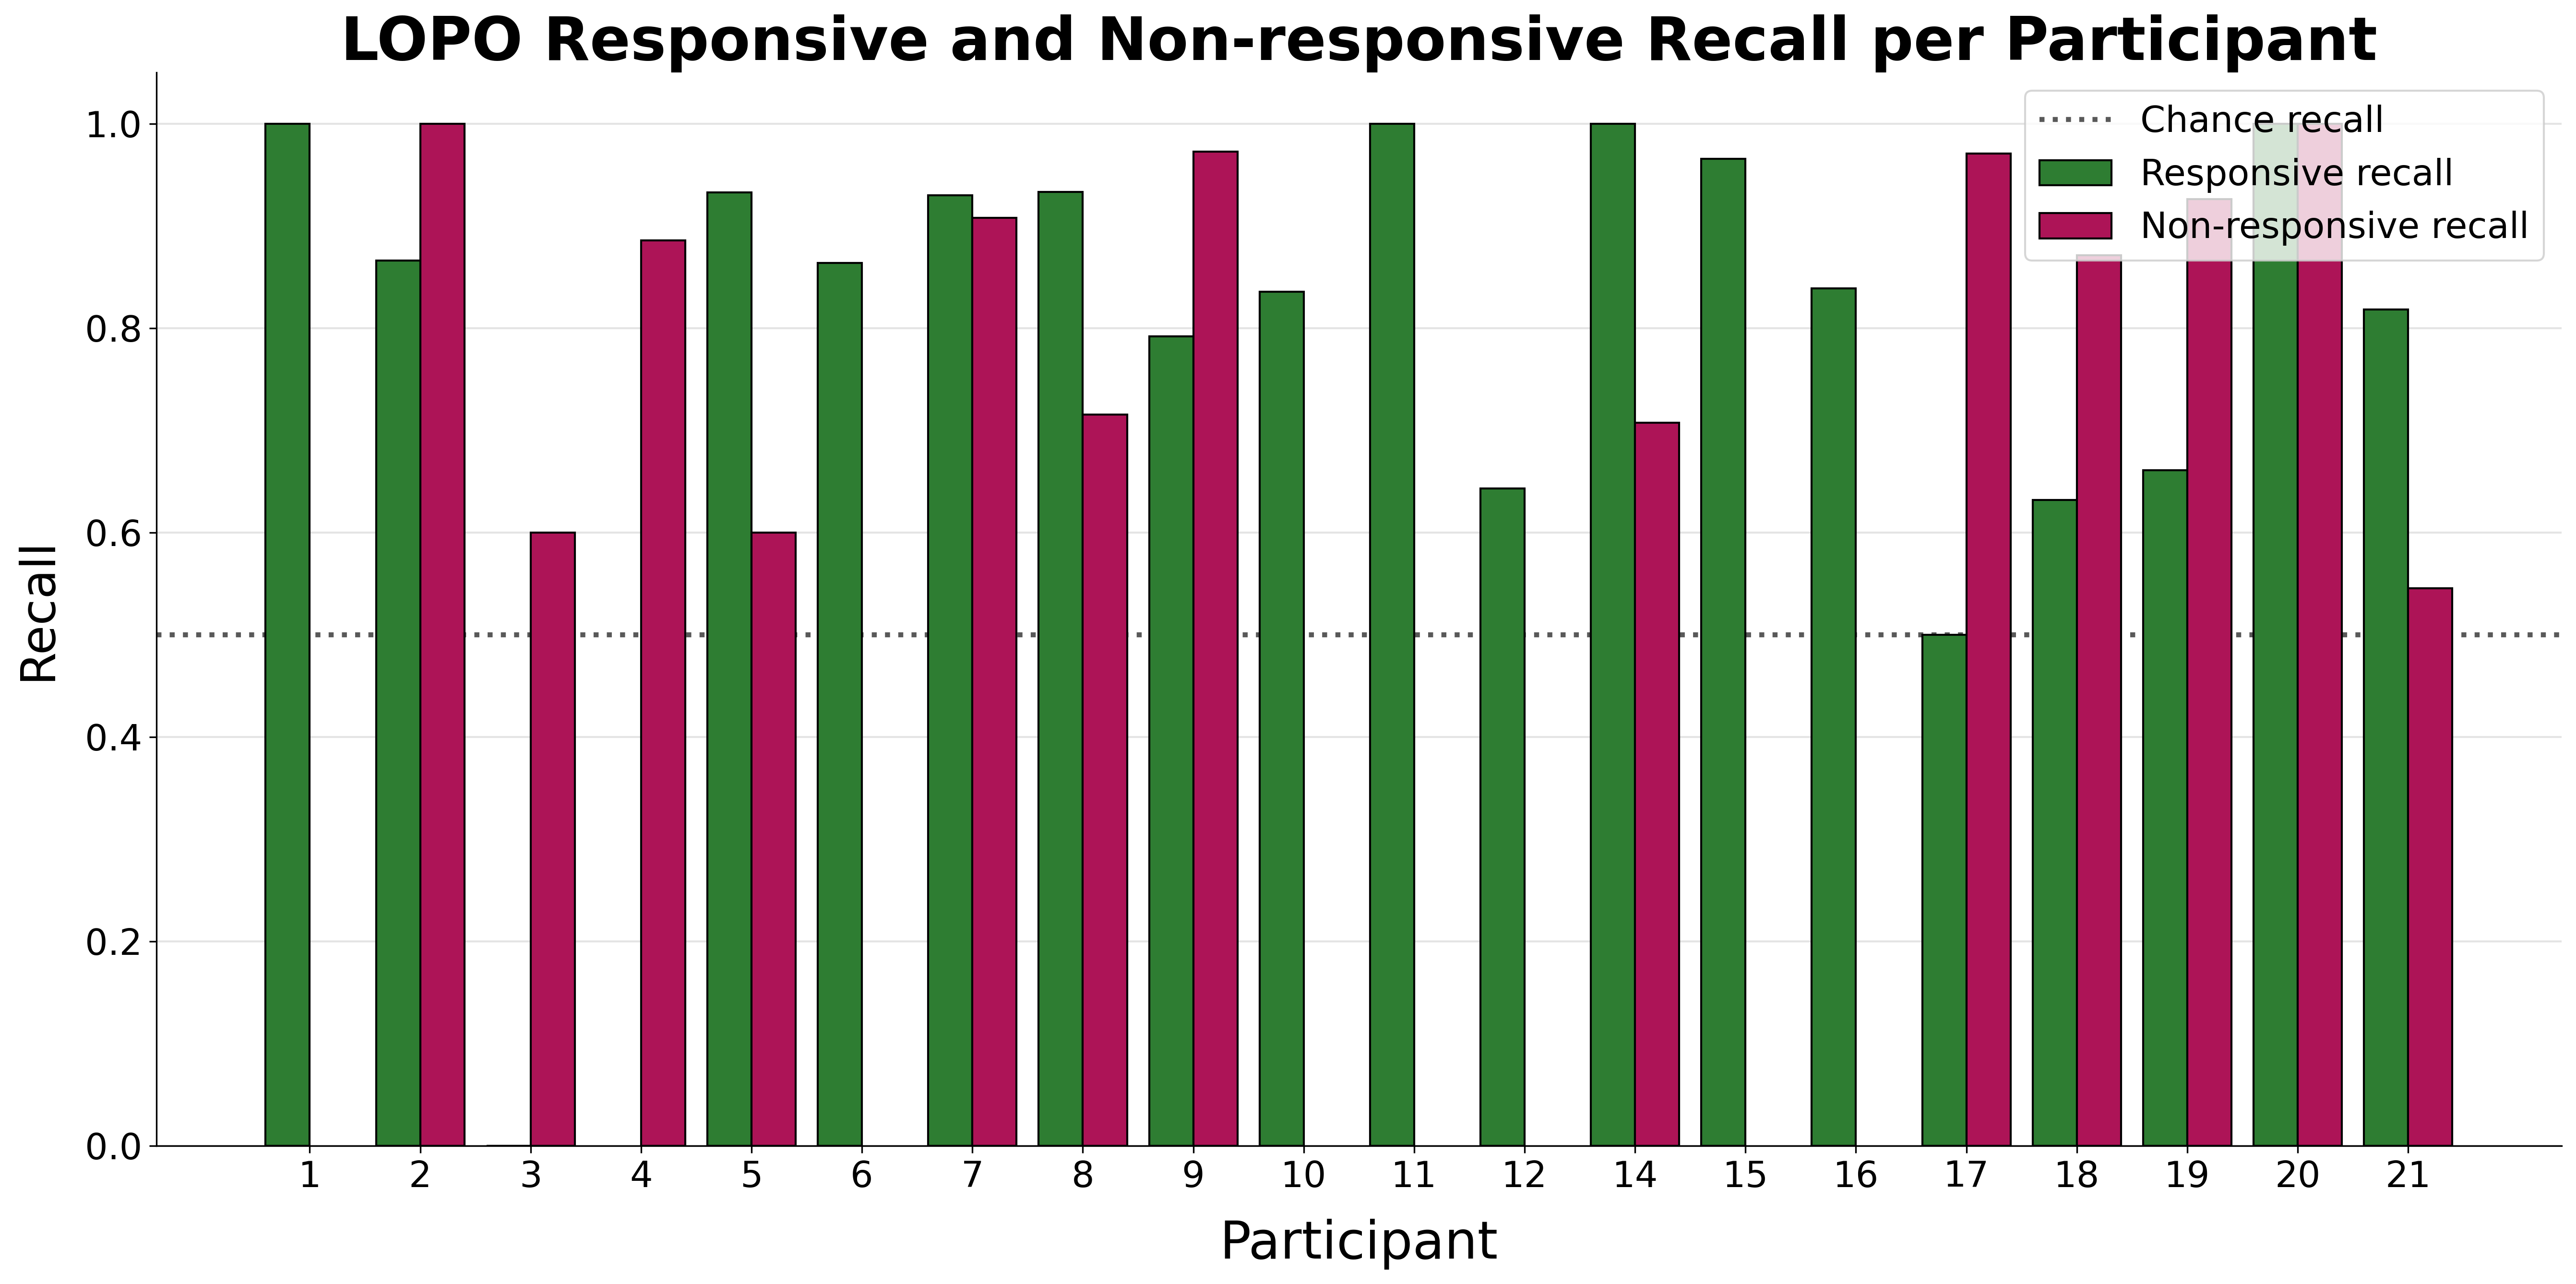 LOPO Responsive and Non-responsive Recall per Participant
Chance recall
Responsive recall
Non-responsive recall
1.0
0.8
0.6
0.4
0.2
0.0
Recall
1 2 3 4 5 6 7 8 9 10 11 12 14 15 16 17 18 19 20 21
Participant